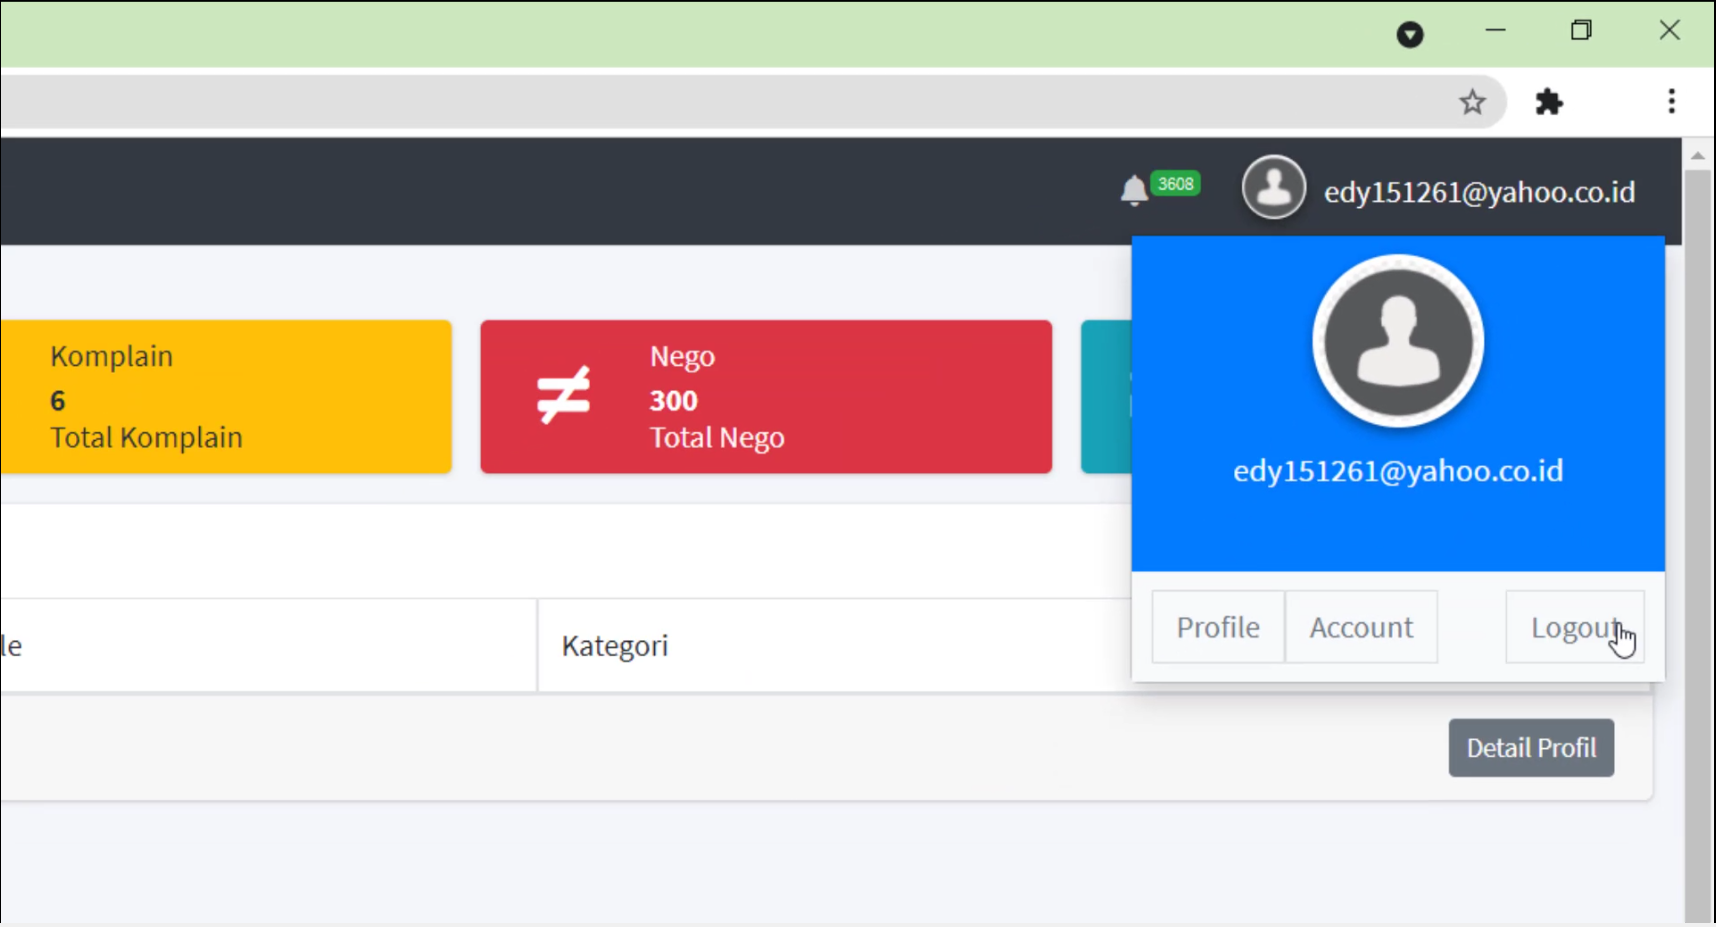 3608
edy151261@yahoo.co.id
Komplain
6
Total Komplain
Nego
300
Total Nego
edy151261@yahoo.co.id
Profile
Account
Logout
le
Kategori
Detail Profil